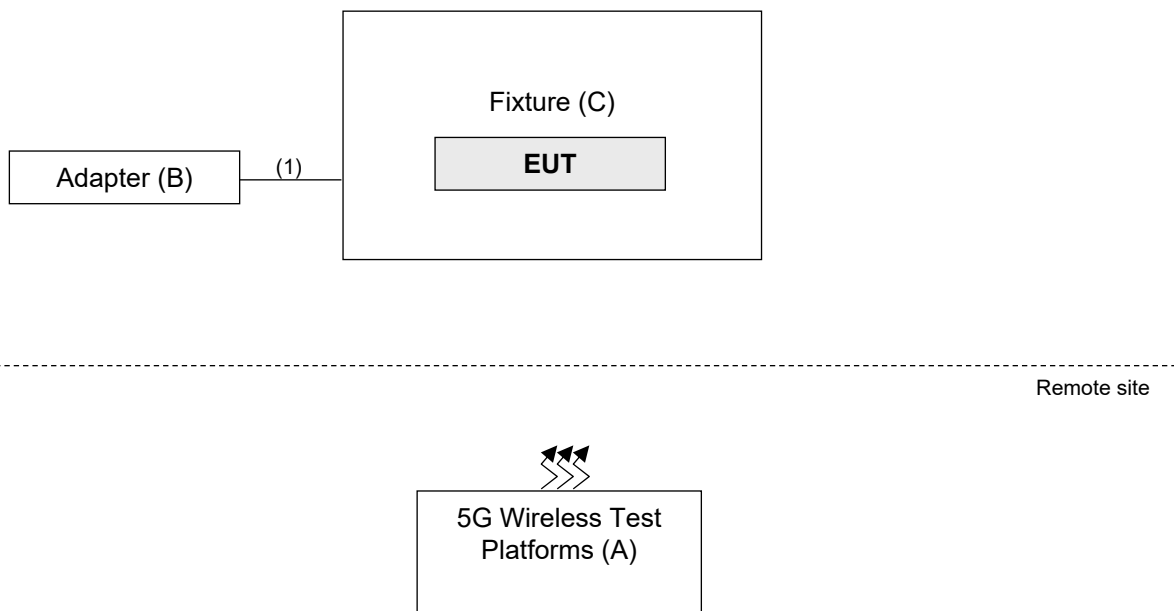 Fixture (C)
EUT
Adapter (B)
(1)
Remote site
5G Wireless Test
Platforms (A)